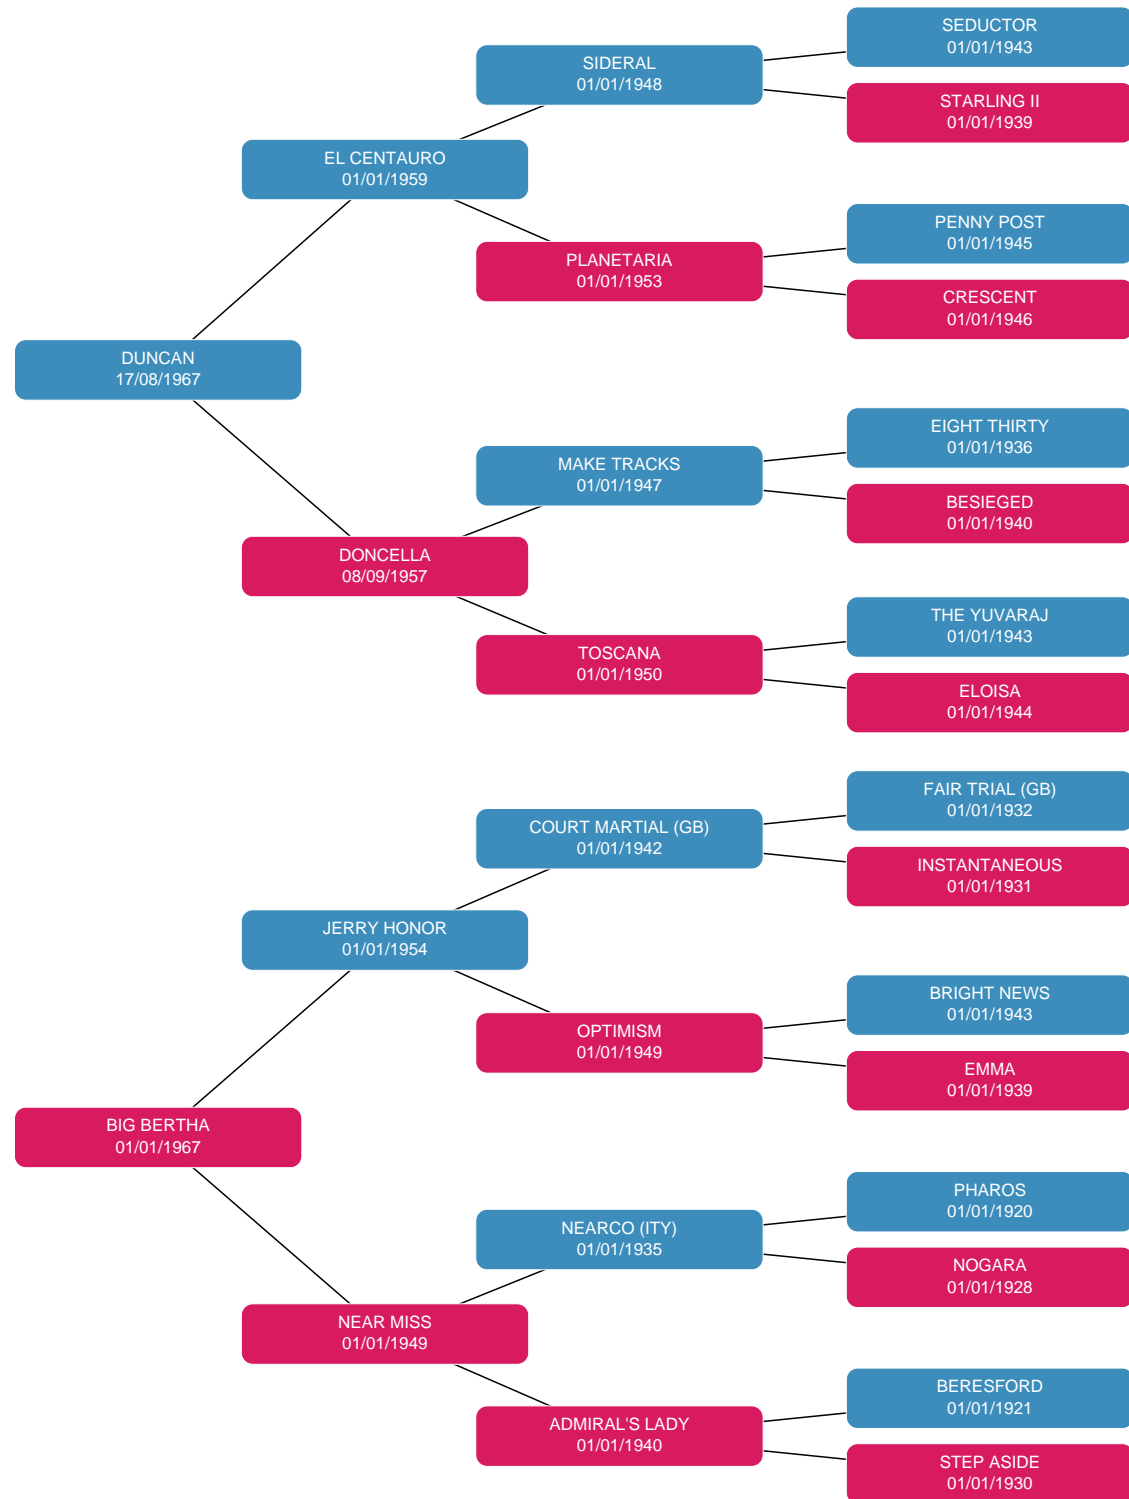 SEDUCTOR
01/01/1943
SIDERAL
01/01/1948
STARLING II
01/01/1939
EL CENTAURO
01/01/1959
PENNY POST
01/01/1945
PLANETARIA
01/01/1953
CRESCENT
01/01/1946
DUNCAN
17/08/1967
EIGHT THIRTY
01/01/1936
MAKE TRACKS
01/01/1947
BESIEGED
01/01/1940
DONCELLA
08/09/1957
THE YUVARAJ
01/01/1943
TOSCANA
01/01/1950
ELOISA
01/01/1944
FAIR TRIAL (GB)
01/01/1932
COURT MARTIAL (GB)
01/01/1942
INSTANTANEOUS
01/01/1931
JERRY HONOR
01/01/1954
BRIGHT NEWS
01/01/1943
OPTIMISM
01/01/1949
EMMA
01/01/1939
BIG BERTHA
01/01/1967
PHAROS
01/01/1920
NEARCO (ITY)
01/01/1935
NOGARA
01/01/1928
NEAR MISS
01/01/1949
BERESFORD
01/01/1921
ADMIRAL'S LADY
01/01/1940
STEP ASIDE
01/01/1930